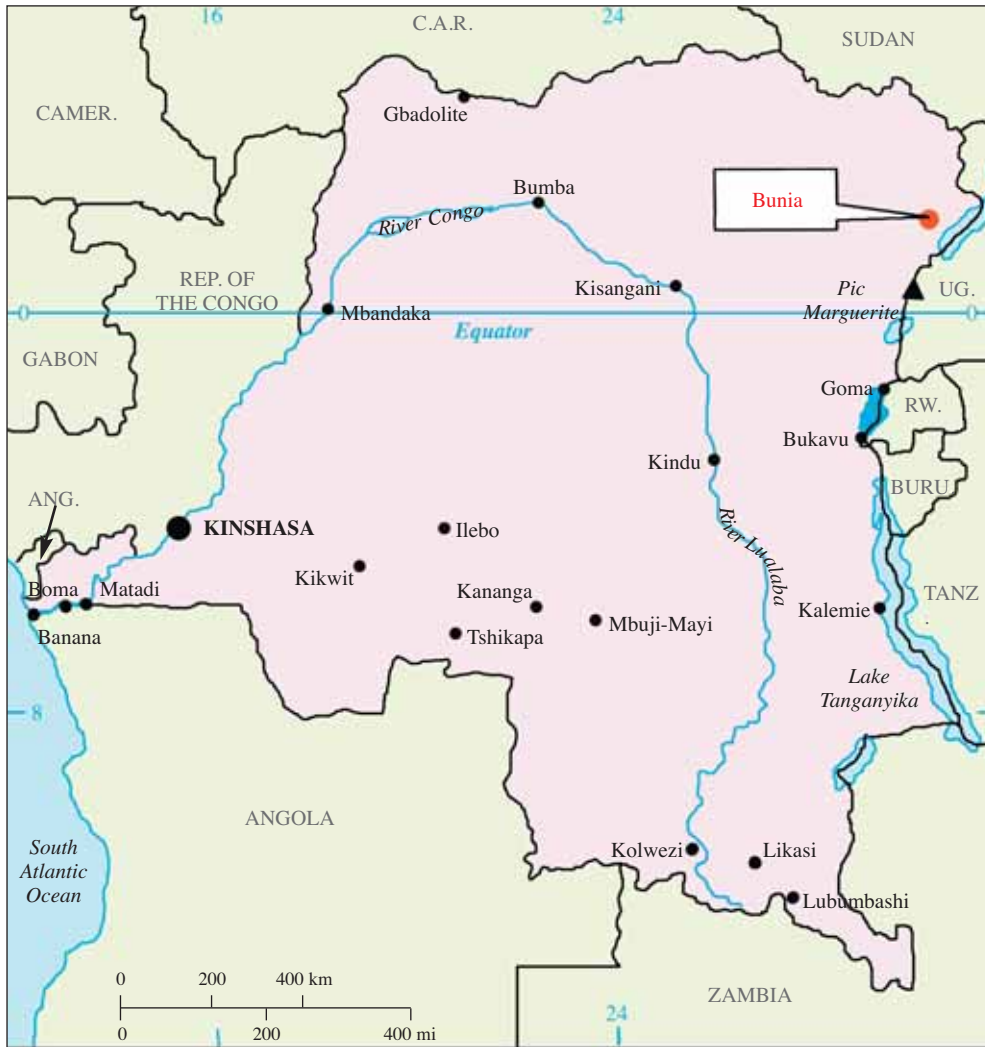 16
24
C.A.R.
SUDAN
CAMER.
Gbadolite
Bumba
Bunia
River Congo
REP. OF
THE CONGO
Kisangani
Pic
Marguerite
UG.
0
Mbandaka
0
Equator
GABON
Goma
RW.
Bukavu
Kindu
BURU
ANG.
KINSHASA
Ilebo
River Lualaba
Kikwit
Boma
Matadi
Kananga
Kalemie
TANZ
.
Banana
Tshikapa
Mbuji-Mayi
Lake
Tanganyika
8
ANGOLA
South
Atlantic
Ocean
Kolwezi
Likasi
Lubumbashi
0 200 400 km
ZAMBIA
0 200 400 mi
24